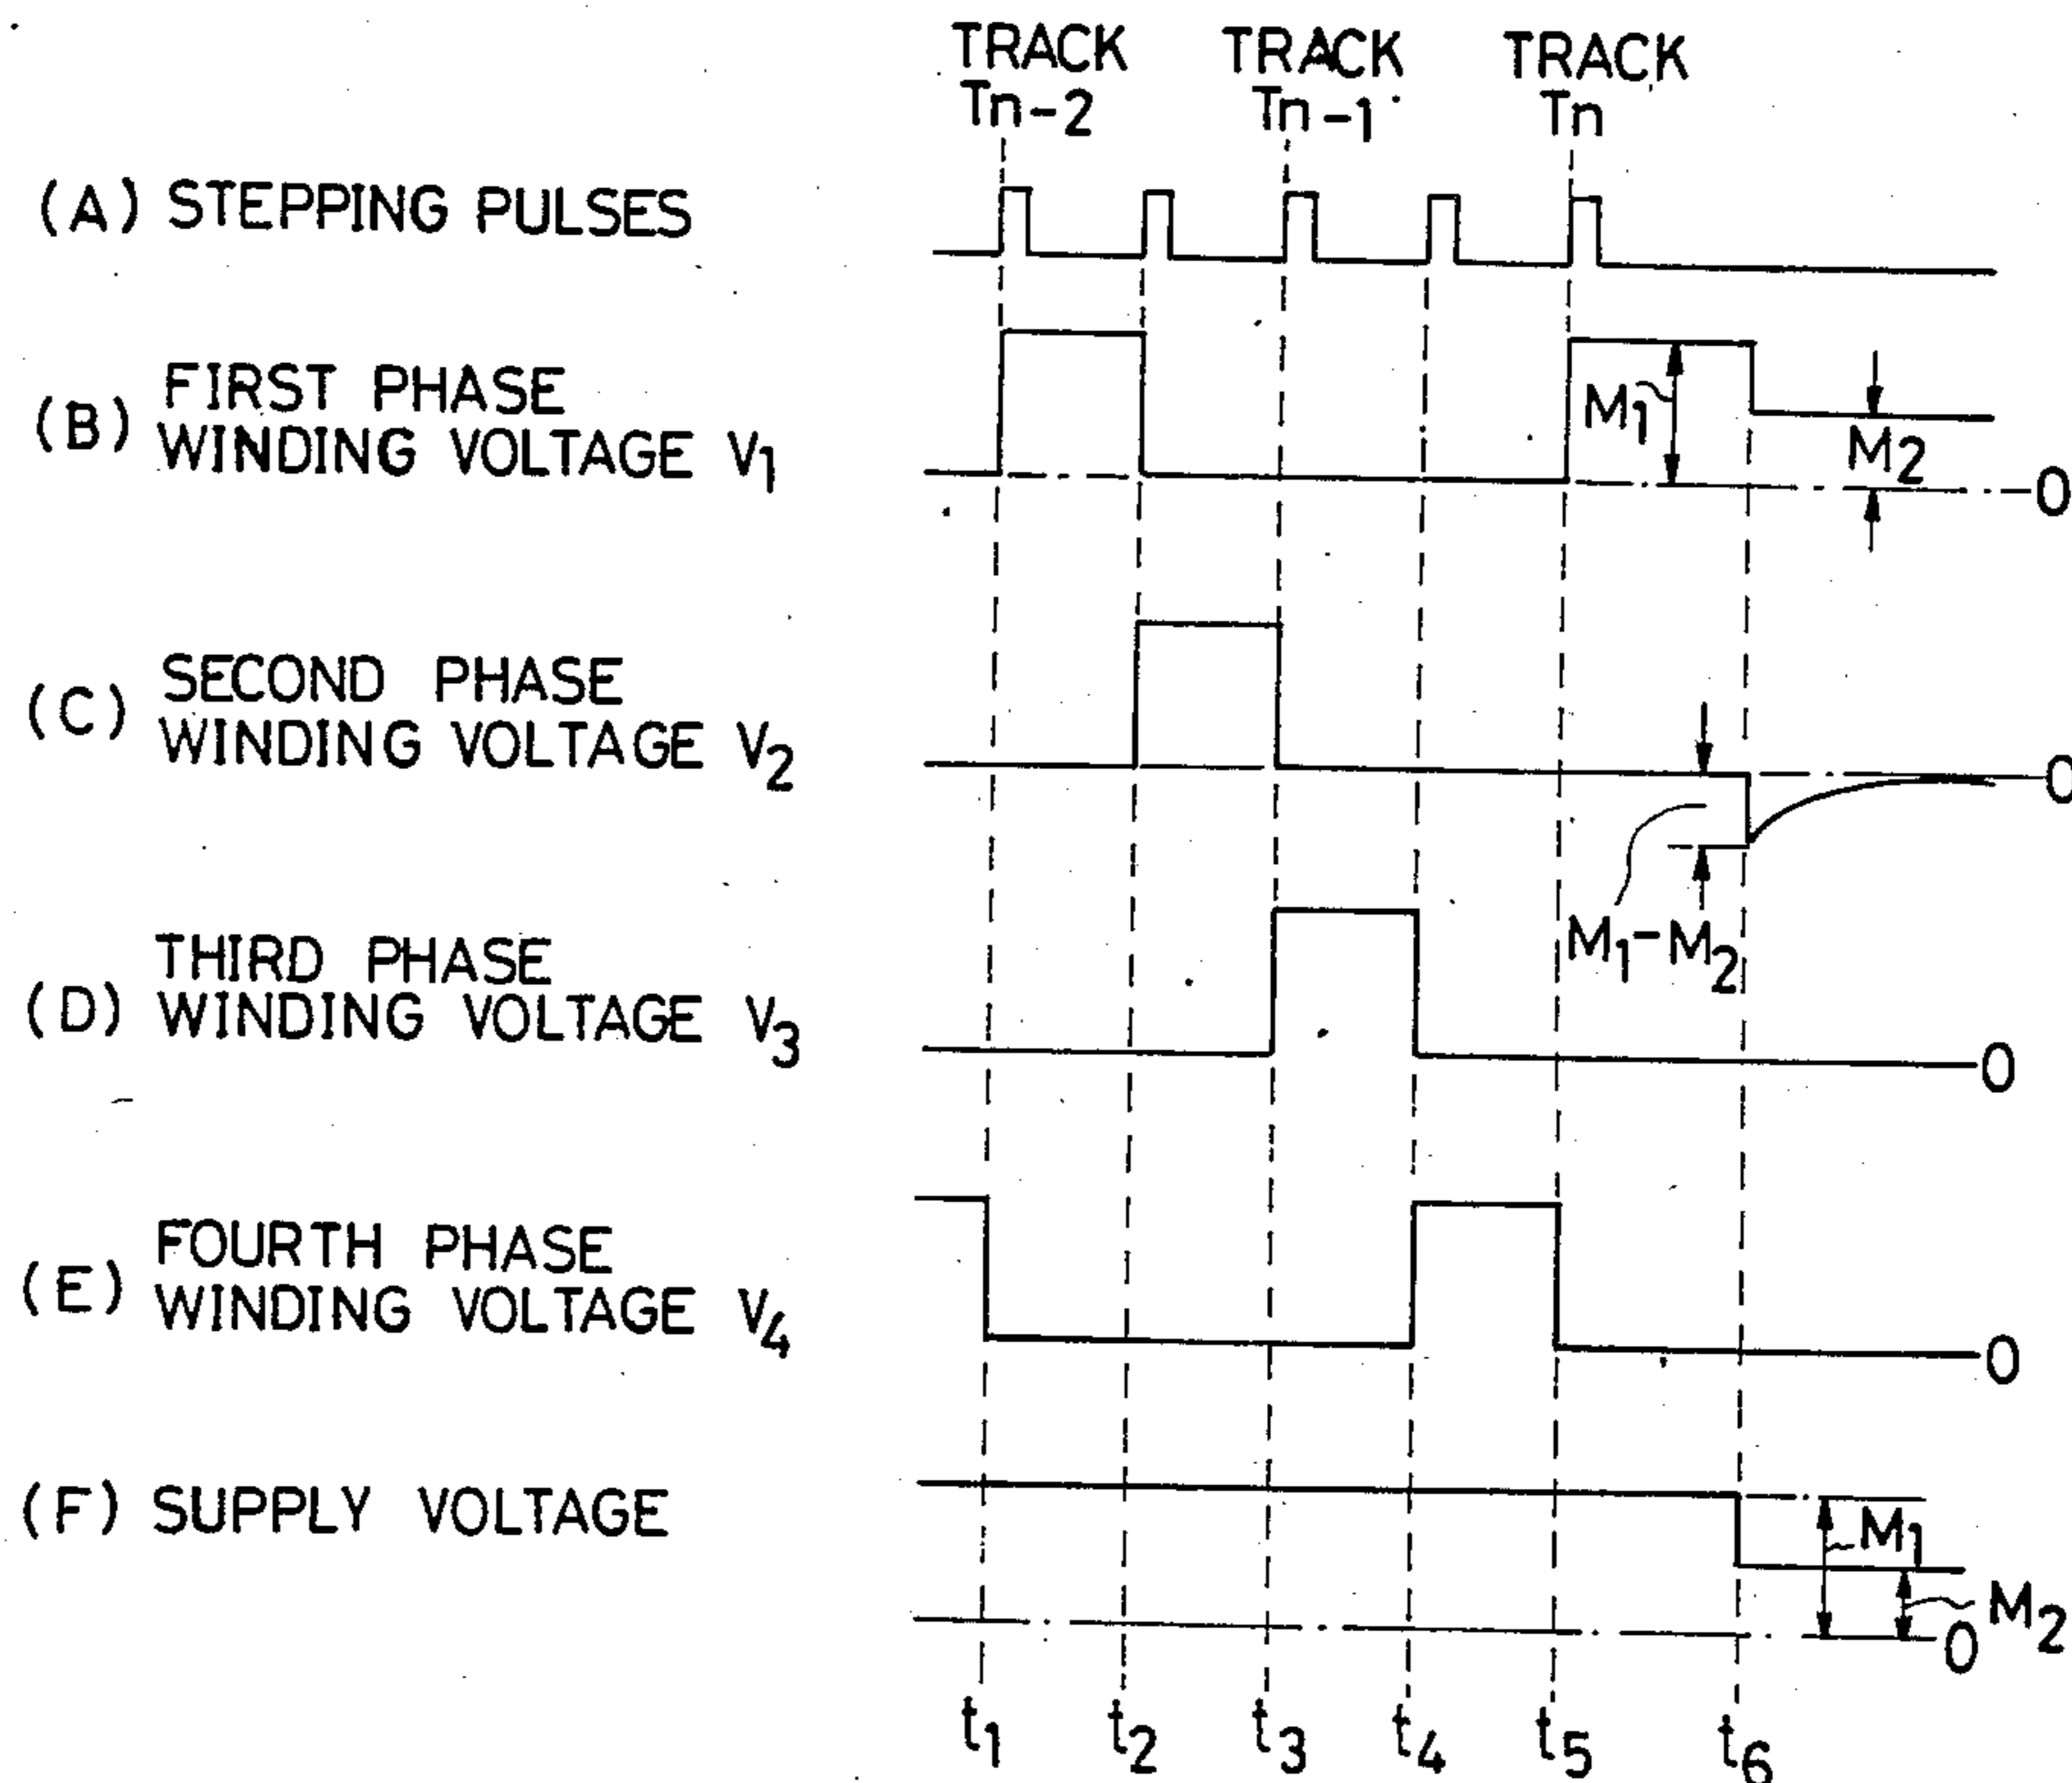 TRACK TRACK TRACK
Tn-2 Tn-1 Tn
(A) STEPPING PULSES
(B) FIRST PHASE
WINDING VOLTAGE V1
M1
M2
0
(C) SECOND PHASE
WINDING VOLTAGE V2
0
M1-M2
(D) THIRD PHASE
WINDING VOLTAGE V3
0
(E) FOURTH PHASE
WINDING VOLTAGE V4
0
(F) SUPPLY VOLTAGE
M1
M2
0
t1 t2 t3 t4 t5 t6